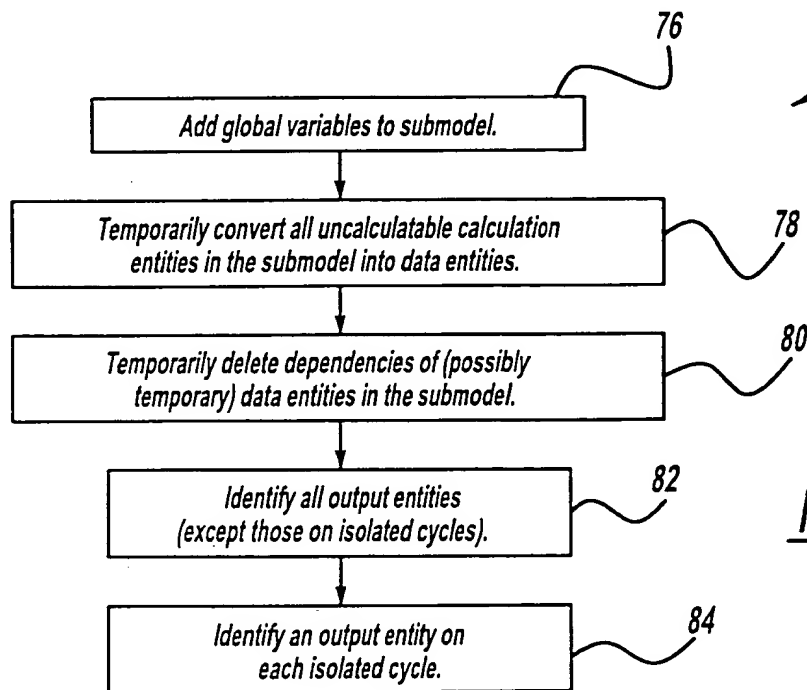 76
Add global variables to submodel.
Temporarily convert all uncalculatable calculation
entities in the submodel into data entities.
78
Temporarily delete dependencies of (possibly
temporary) data entities in the submodel.
80
Identify all output entities
(except those on isolated cycles).
82
Identify an output entity on
each isolated cycle.
84